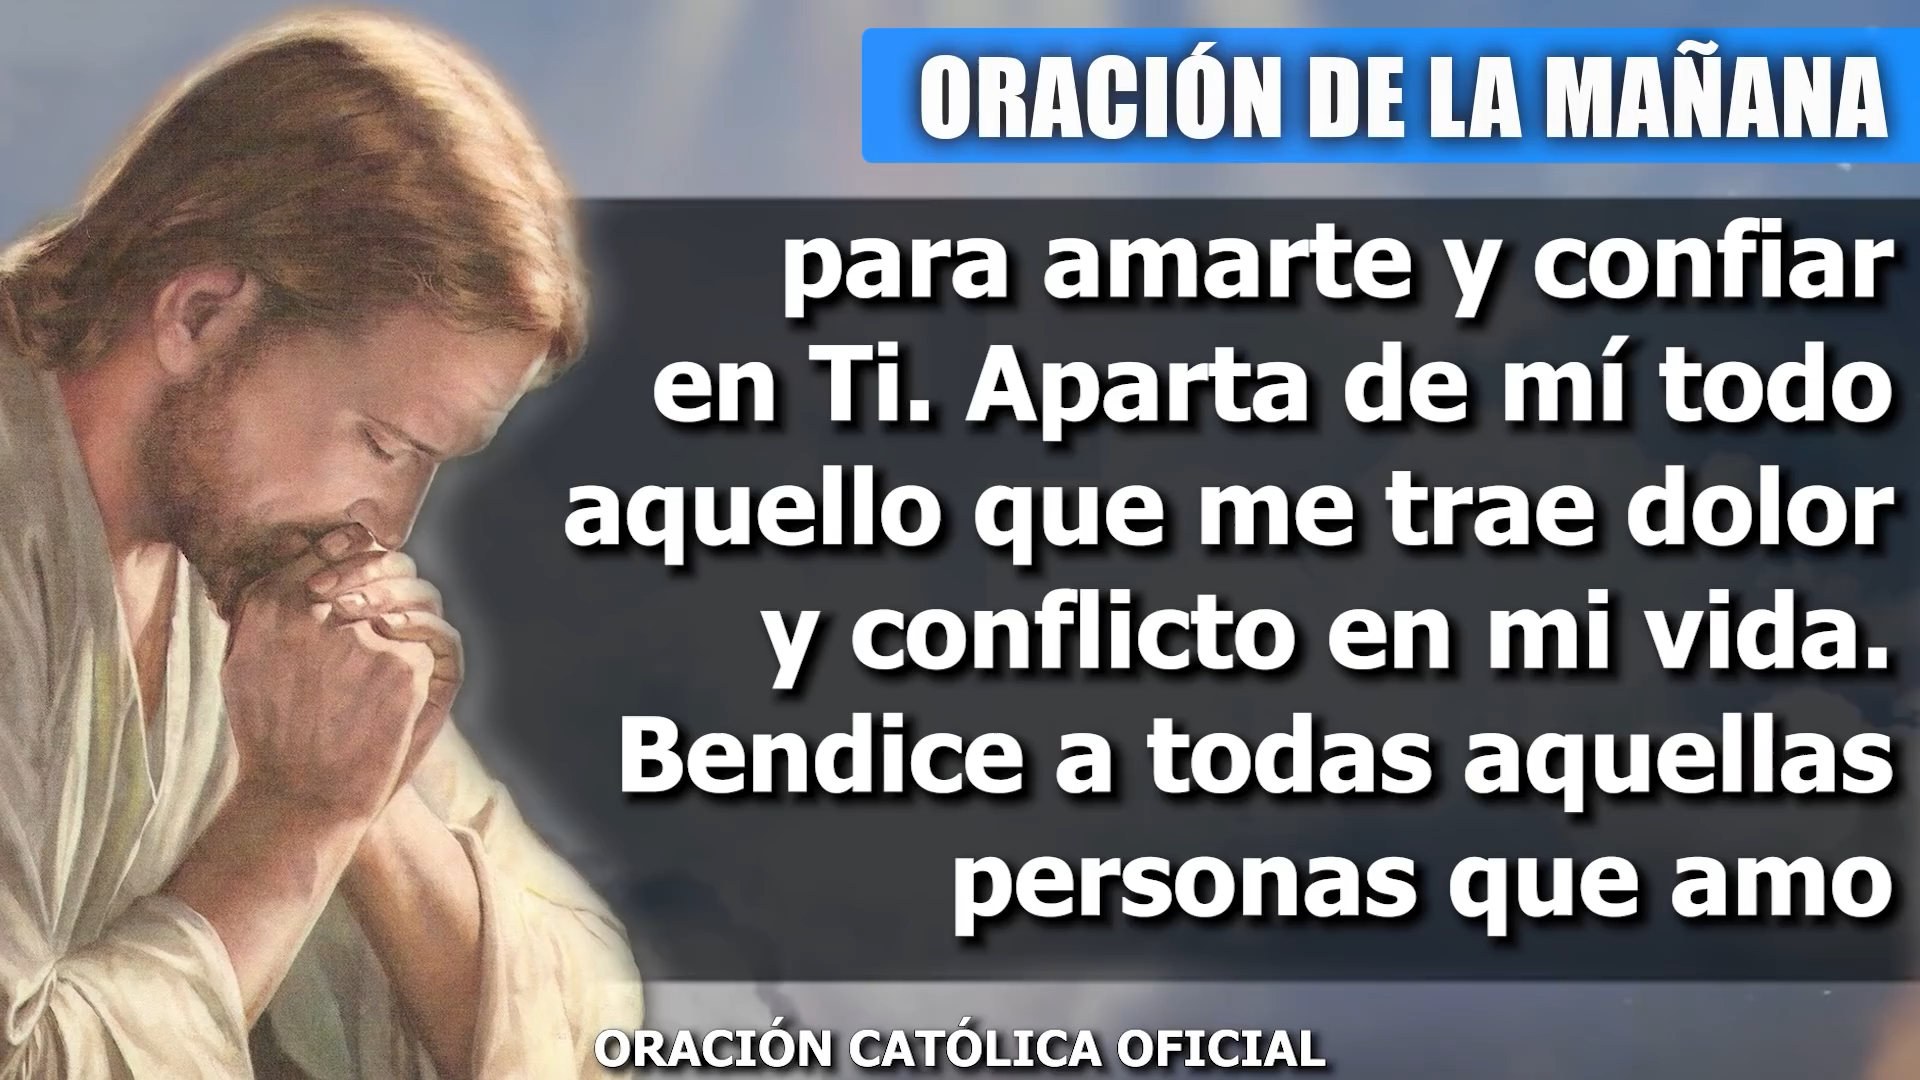 ORACIÓN DE LA MAÑANA
para amarte y confiar
en Ti. Aparta de mí todo
aquello que me trae dolor
y conflicto en mi vida.
Bendice a todas aquellas
personas que amo
ORACIÓN CATÓLICA OFICIAL